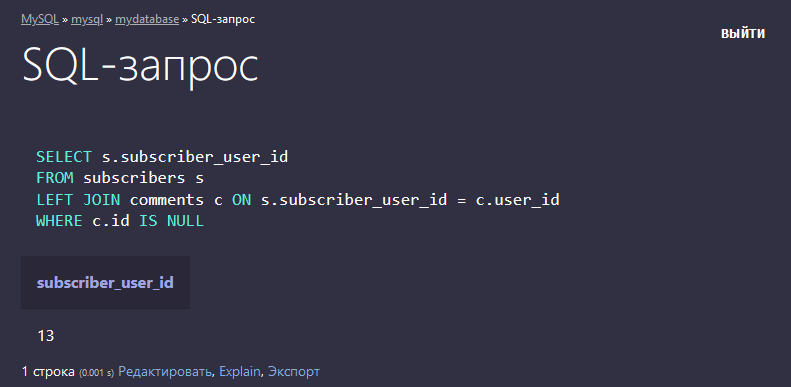 MySQL » mysql » mydatabase » SQL-запрос
выйти
SQL-запрос
SELECT s.subscriber_user_id
FROM subscribers s
LEFT JOIN comments c ON s.subscriber_user_id = c.user_id
WHERE c.id IS NULL
subscriber_user_id
13
1 строка (0.001 s) Редактировать, Explain, Экспорт